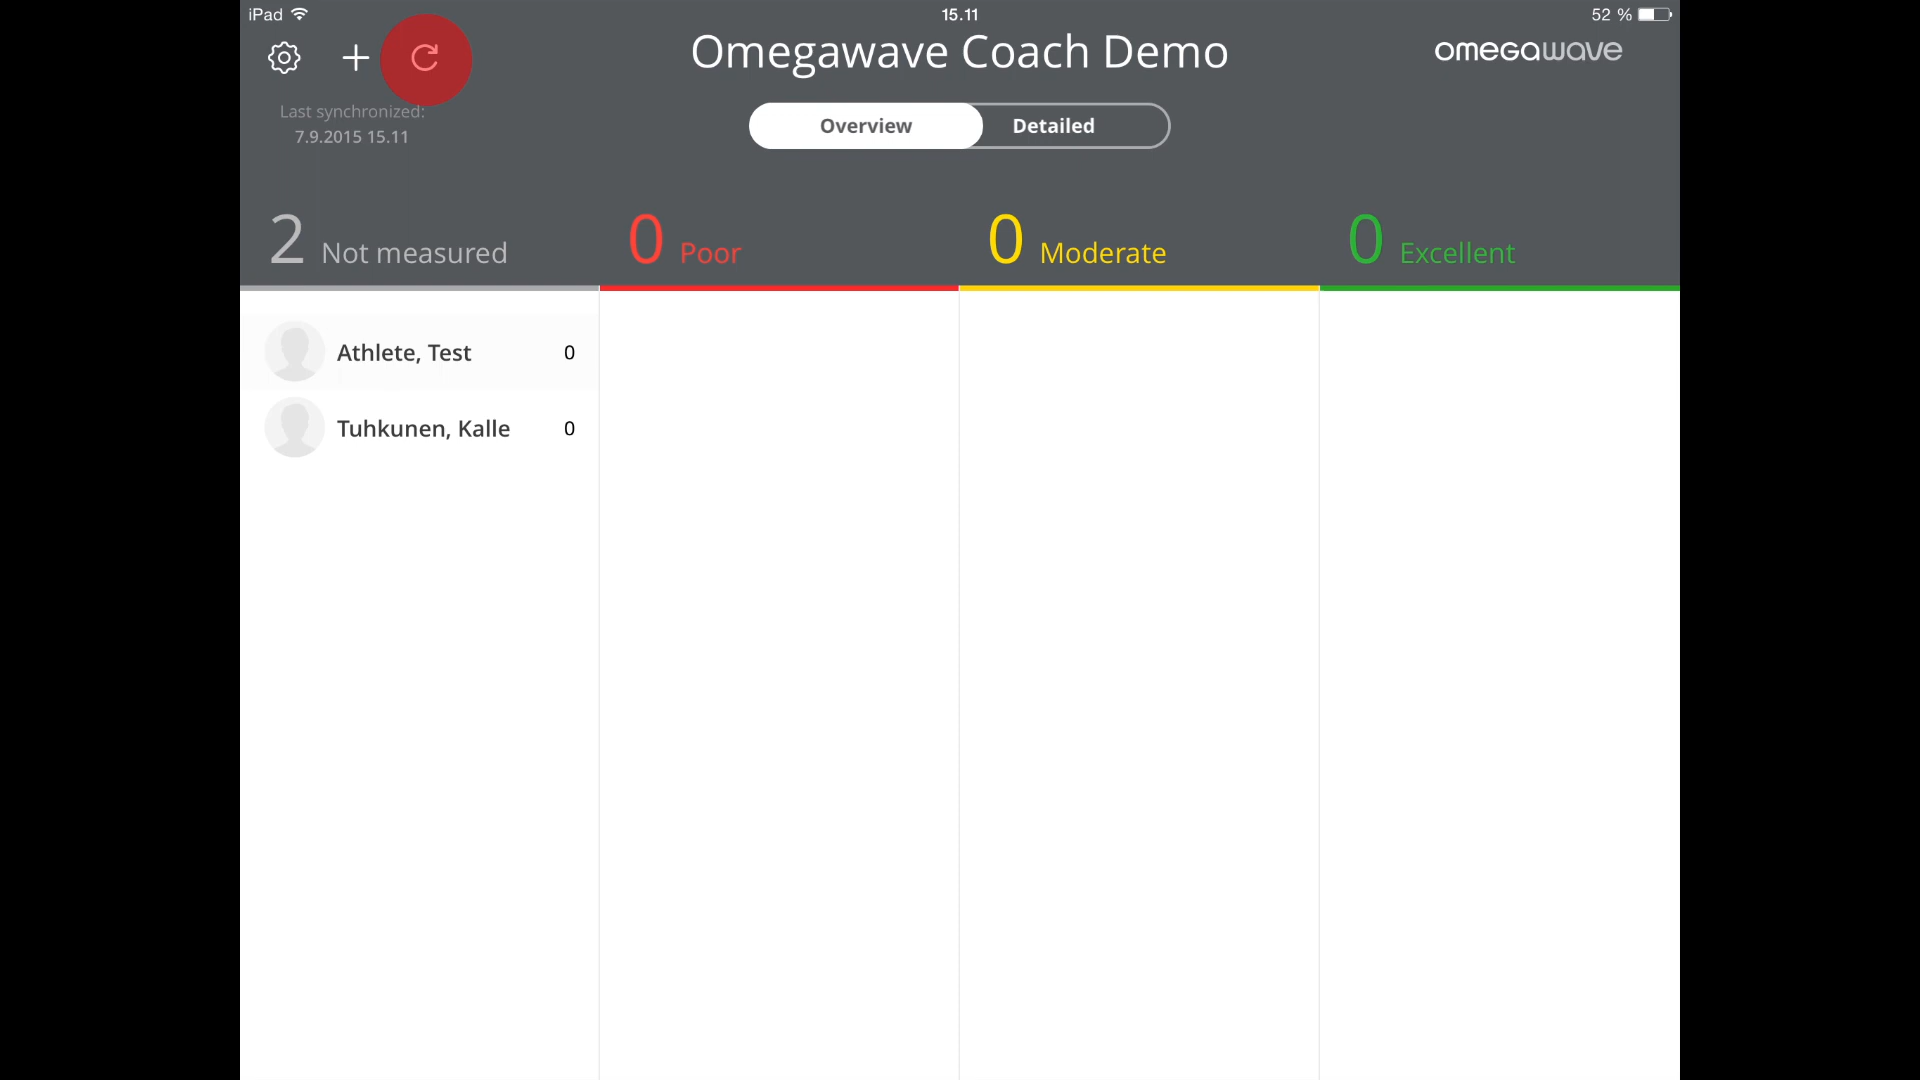 iPad
15.11
52 %
Omegawave Coach Demo
omegawave
Last synchronized:
7.9.2015 15.11
Overview
Detailed
2 Not measured
0 Poor
0 Moderate
0 Excellent
Athlete, Test 0
Tuhkunen, Kalle 0